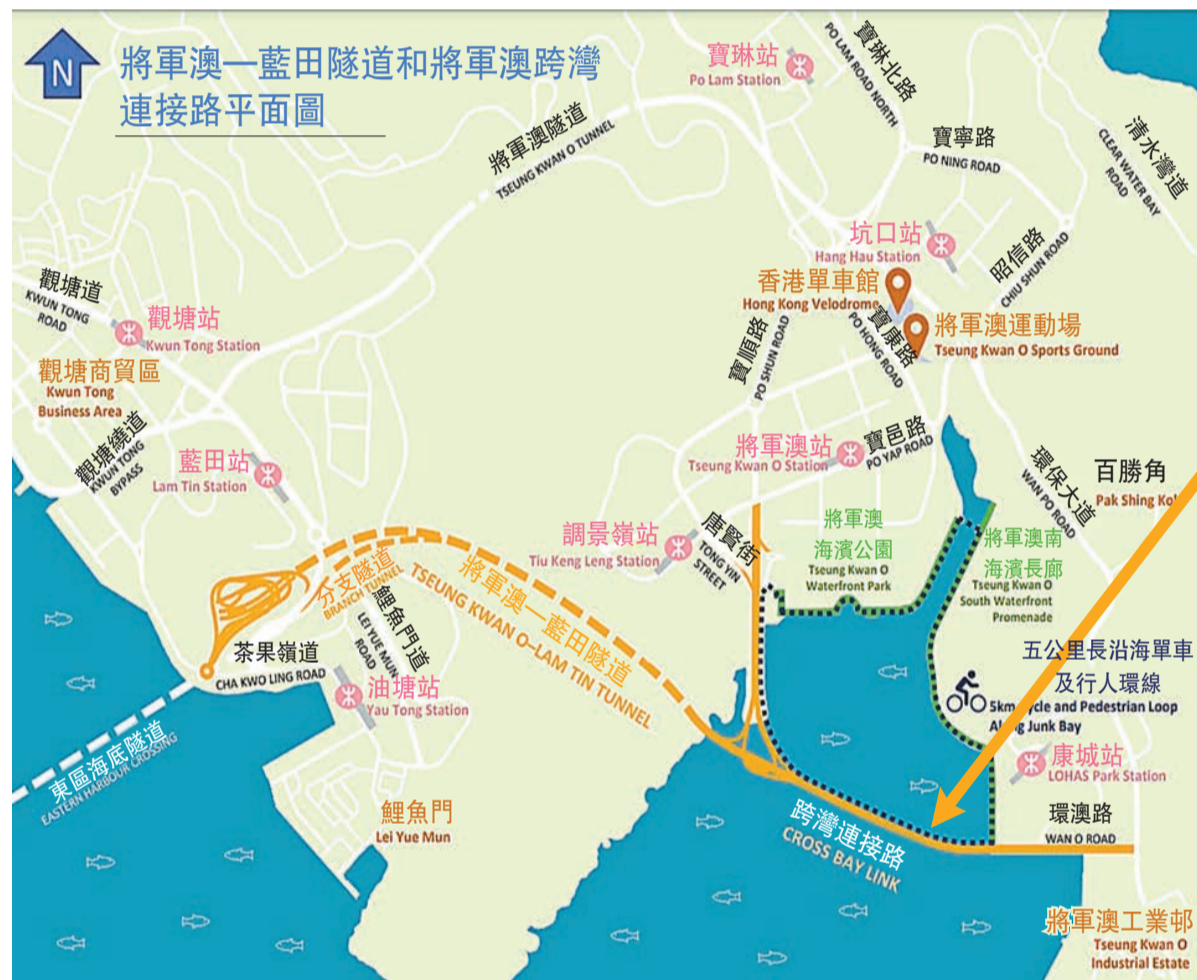 N
將軍澳—藍田隧道和將軍澳跨灣
連接路平面圖
寶琳站
Po Lam Station
寶琳北路
PO LAM ROAD NORTH
將軍澳隧道
TSEUNG KWAN O TUNNEL
寶寧路
PO NING ROAD
清水灣道
CLEAR WATER BAY
ROAD
坑口站
Hang Hau Station
昭信路
CHIU SHUN ROAD
香港單車館
Hong Kong Velodrome
寶康路
PO HONG ROAD
將軍澳運動場
Tseung Kwan O Sports Ground
觀塘道
KWUN TONG
ROAD
觀塘站
Kwun Tong Station
寶順路
PO SHUN ROAD
觀塘商貿區
Kwun Tong
Business Area
觀塘繞道
KWUN TONG
BYPASS
藍田站
Lam Tin Station
將軍澳站
Tseung Kwan O Station
寶邑路
PO YAP ROAD
環保大道
WAN PO ROAD
百勝角
Pak Shing Kok
調景嶺站
Tiu Keng Leng Station
唐賢街
TONG YIN
STREET
將軍澳
海濱公園
Tseung Kwan O
Waterfront Park
將軍澳南
海濱長廊
Tseung Kwan O
South Waterfront
Promenade
分支隧道
BRANCH TUNNEL
將軍澳—藍田隧道
TSEUNG KWAN O–LAM TIN TUNNEL
鯉魚門道
LEI YUE MUN
ROAD
茶果嶺道
CHA KWO LING ROAD
油塘站
Yau Tong Station
五公里長沿海單車
及行人環線
5km Cycle and Pedestrian Loop
Along Junk Bay
東區海底隧道
EASTERN HARBOUR CROSSING
康城站
LOHAS Park Station
鯉魚門
Lei Yue Mun
跨灣連接路
CROSS BAY LINK
環澳路
WAN O ROAD
將軍澳工業邨
Tseung Kwan O
Industrial Estate